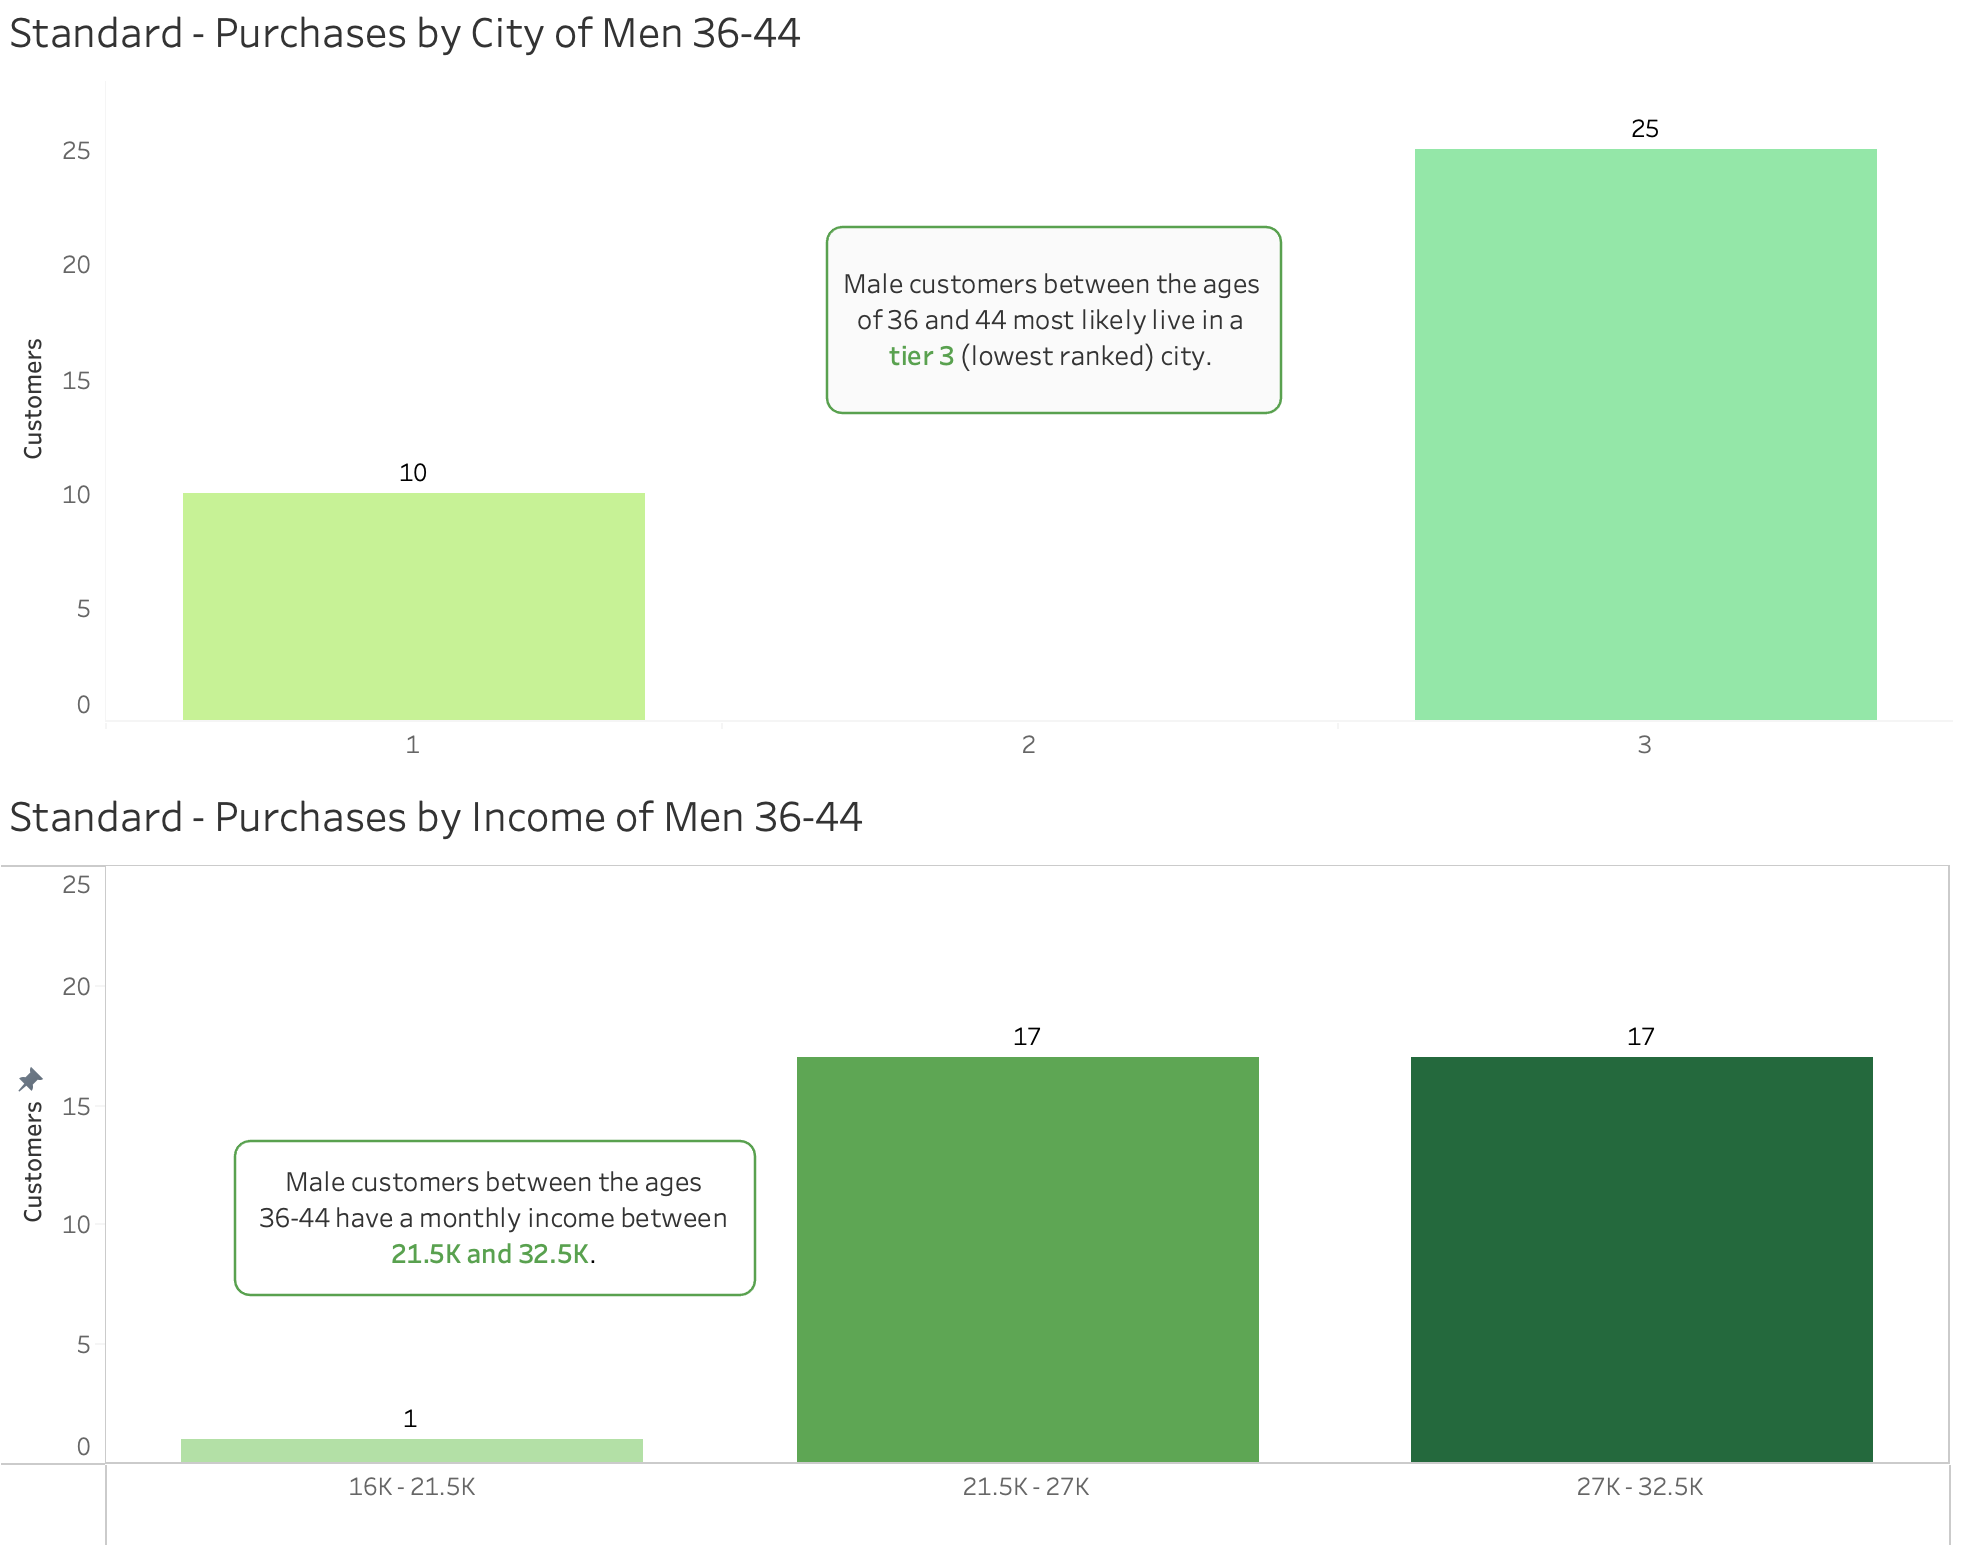 Standard - Purchases by City of Men 36-44
25
25
20
15
10
5
0
Customers
10
Male customers between the ages
of 36 and 44 most likely live in a
tier 3 (lowest ranked) city.
1
2
3
Standard - Purchases by Income of Men 36-44
25
20
15
10
5
0
Customers
17
17
Male customers between the ages
36-44 have a monthly income between
21.5K and 32.5K.
1
16K - 21.5K
21.5K - 27K
27K - 32.5K